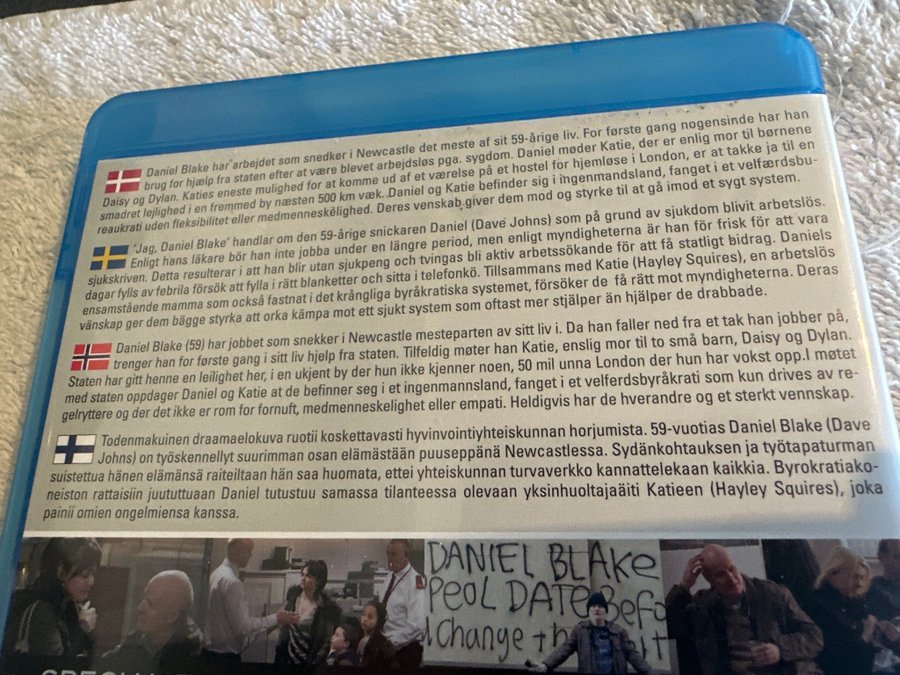 Daniel Blake har arbejdet som snedker i Newcastle det meste af sit 59-årige liv. For første gang nogensinde har han
brug for hjælp fra staten efter at være blevet arbejdsløs pga. sygdom. Daniel møder Katie, der er enlig mor til børnene
Daisy og Dylan. Katies eneste mulighed for at komme ud af et værelse på et hostel for hjemløse i London, er at takke ja til en
smadret lejlighed i en fremmed by næsten 500 km væk. Daniel og Katie befinder sig i ingenmandsland, fanget i et velfærdsbu-
reaukrati uden fleksibilitet eller medmenneskelighed. Deres venskab giver dem mod og styrke til at gå imod et sygt system.
'Jag, Daniel Blake' handlar om den 59-årige snickaren Daniel (Dave Johns) som på grund av sjukdom blivit arbetslös.
Enligt hans läkare bör han inte jobba under en längre period, men enligt myndigheterna är han för frisk för att vara
sjukskriven. Detta resulterar i att han blir utan sjukpeng och tvingas bli aktiv arbetssökande för att få statligt bidrag. Daniels
dagar fylls av febrila försök att fylla i rätt blanketter och sitta i telefonkö. Tillsammans med Katie (Hayley Squires), en arbetslös
ensamstående mamma som också fastnat i det krångliga byråkratiska systemet, försöker de få rätt mot myndigheterna. Deras
vänskap ger dem bägge styrka att orka kämpa mot ett sjukt system som oftast mer stjälper än hjälper de drabbade.
Daniel Blake (59) har jobbet som snekker i Newcastle mesteparten av sitt liv i. Da han faller ned fra et tak han jobber på,
trenger han for første gang i sitt liv hjelp fra staten. Tilfeldig møter han Katie, enslig mor til to små barn, Daisy og Dylan.
Staten har gitt henne en leilighet her, i en ukjent by der hun ikke kjenner noen, 50 mil unna London der hun har vokst opp.I møtet
med staten oppdager Daniel og Katie at de befinner seg i et ingenmannsland, fanget i et velferdsbyråkrati som kun drives av re-
gelryttere og der det ikke er rom for fornuft, medmenneskelighet eller empati. Heldigvis har de hverandre og et sterkt vennskap.
Todenmakuinen draamaelokuva ruotii koskettavasti hyvinvointiyhteiskunnan horjumista. 59-vuotias Daniel Blake (Dave
Johns) on työskennellyt suurimman osan elämästään puuseppänä Newcastlessa. Sydänkohtauksen ja työtapaturman
suistettua hänen elämänsä raiteiltaan hän saa huomata, ettei yhteiskunnan turvaverkko kannattelekaan kaikkia. Byrokratiako-
neiston rattaisiin jouduttuaan Daniel tutustuu samassa tilanteessa olevaan yksinhuoltajaäiti Katieen (Hayley Squires), joka
painii omien ongelmiensa kanssa.
DANIEL BLAKE
PEOL DATE Befo
Change th